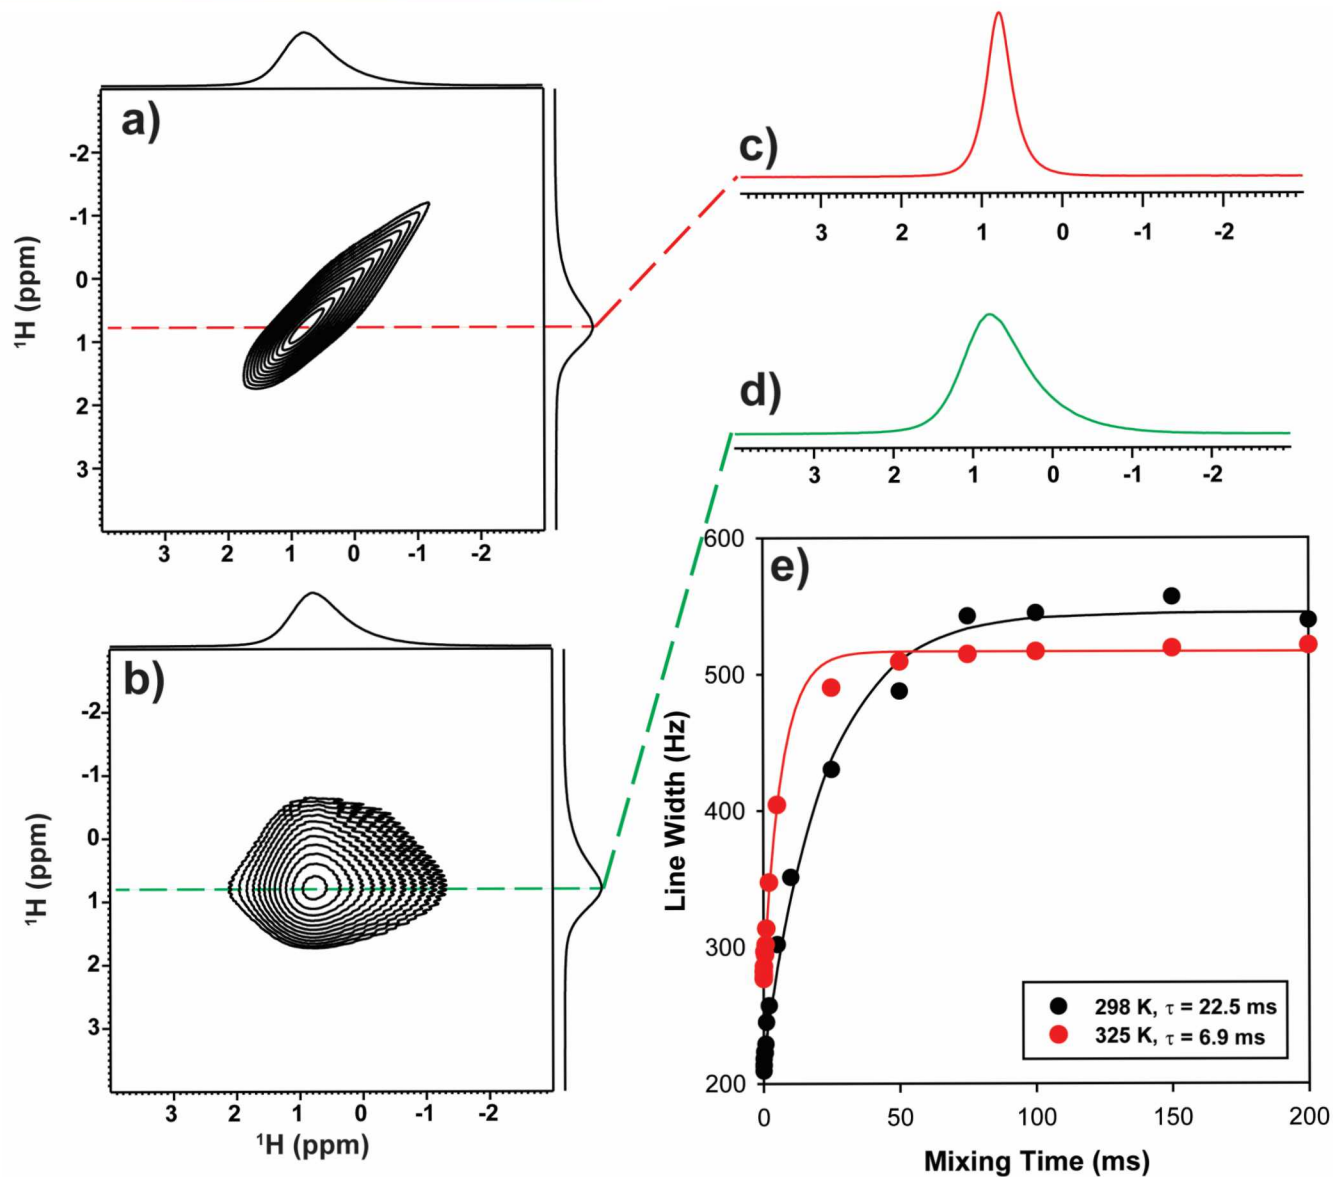 a)
-2
-1
0
1
2
3
¹H (ppm)
3 2 1 0 -1 -2
b)
-2
-1
0
1
2
3
¹H (ppm)
3 2 1 0 -1 -2
¹H (ppm)
c)
3 2 1 0 -1 -2
d)
3 2 1 0 -1 -2
e)
600
500
400
300
200
Line Width (Hz)
298 K, τ = 22.5 ms
325 K, τ = 6.9 ms
0 50 100 150 200
Mixing Time (ms)